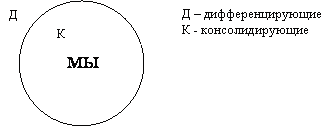 Д
К
МЫ
Д – дифференцирующие
К - консолидирующие